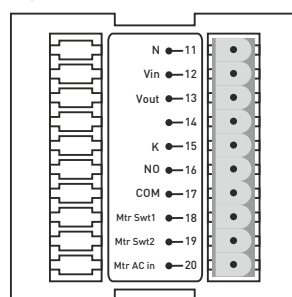 N 11
Vin 12
Vout 13
14
K 15
NO 16
COM 17
Mtr Swt1 18
Mtr Swt2 19
Mtr AC in 20